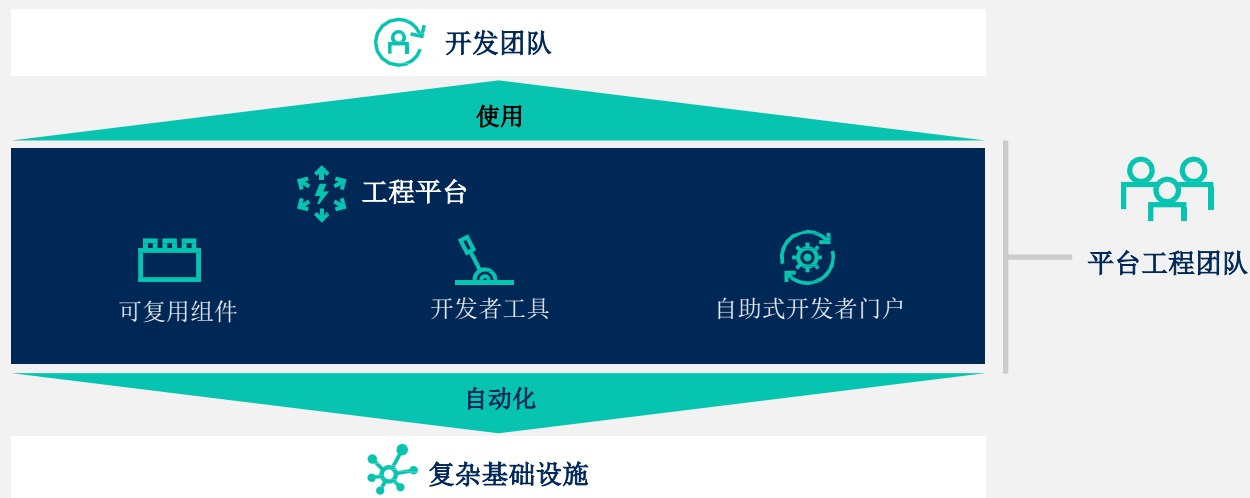 开发团队
使用
工程平台
可复用组件
开发者工具
自助式开发者门户
平台工程团队
自动化
复杂基础设施